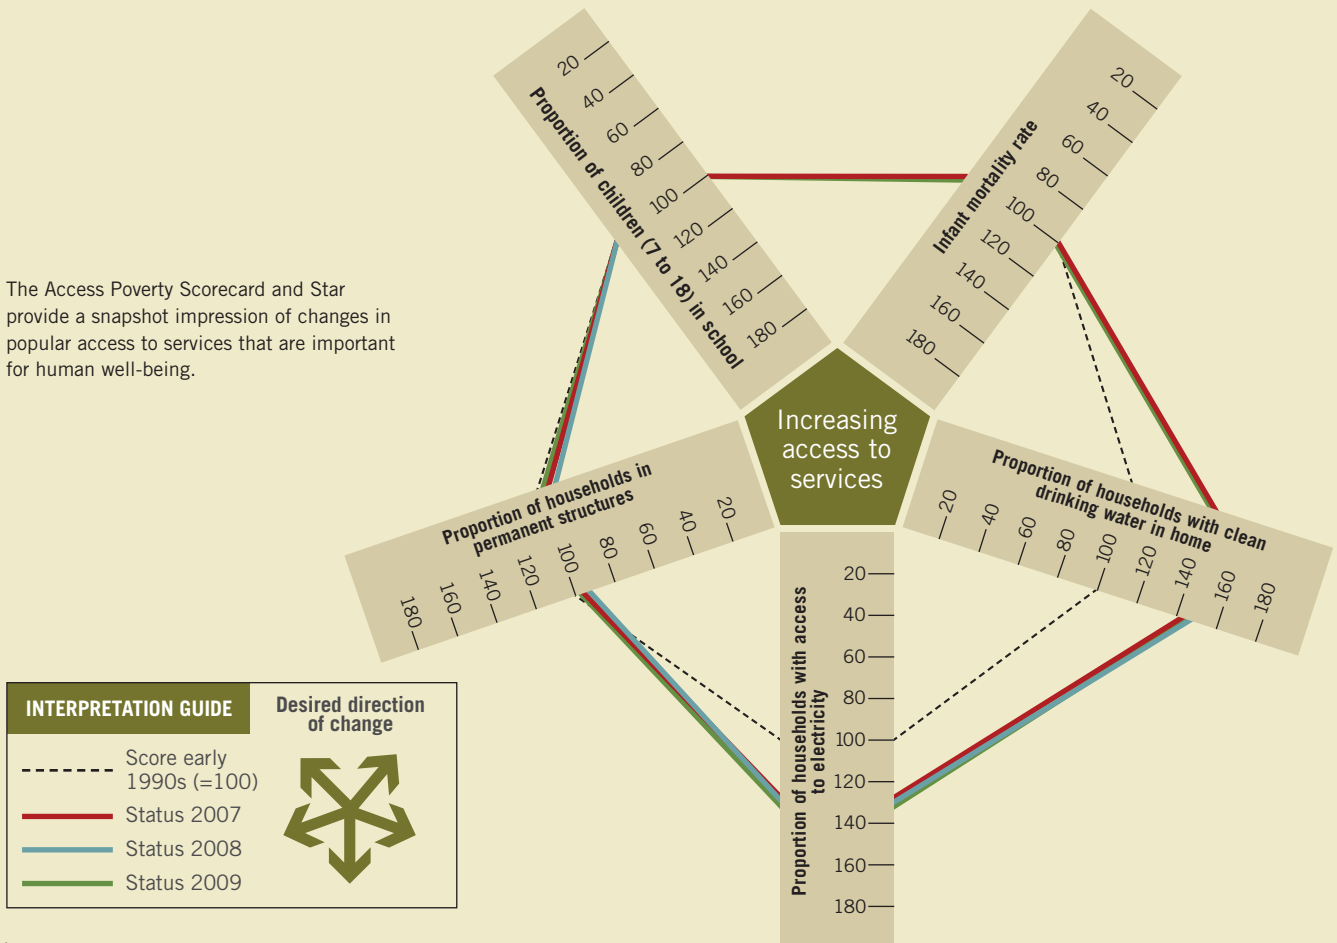 The Access Poverty Scorecard and Star
provide a snapshot impression of changes in
popular access to services that are important
for human well-being.
Proportion of children (7 to 18) in school
20
40
60
80
100
120
140
160
180
Infant mortality rate
20
40
60
80
100
120
140
160
180
Increasing
access to
services
Proportion of households in
permanent structures
180
160
140
120
100
80
60
40
20
Proportion of households with clean
drinking water in home
20
40
60
80
100
120
140
160
180
Proportion of households with access
to electricity
20
40
60
80
100
120
140
160
180
INTERPRETATION GUIDE
Score early
1990s (=100)
Status 2007
Status 2008
Status 2009
Desired direction
of change